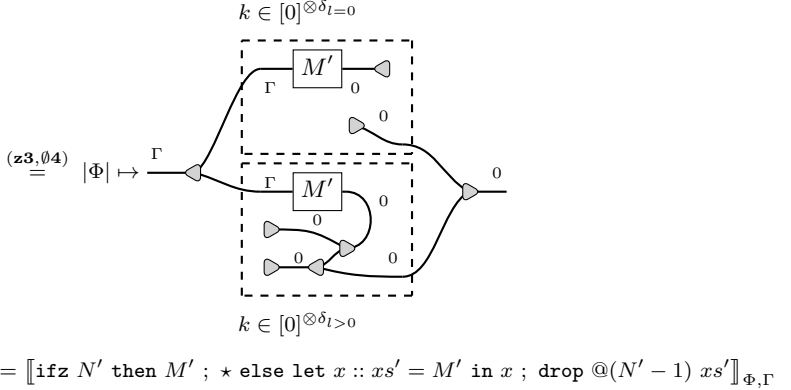 k ∈ [0]^{⊗δ_{l=0}}
M′
Γ 0
0
(z3,∅4)
= |Φ| ↦ Γ 0
Γ M′ 0
0
0 0
k ∈ [0]^{⊗δ_{l>0}}
= ⟦ifz N′ then M′ ; ⋆ else let x :: xs′ = M′ in x ; drop @(N′ − 1) xs′⟧_{Φ,Γ}